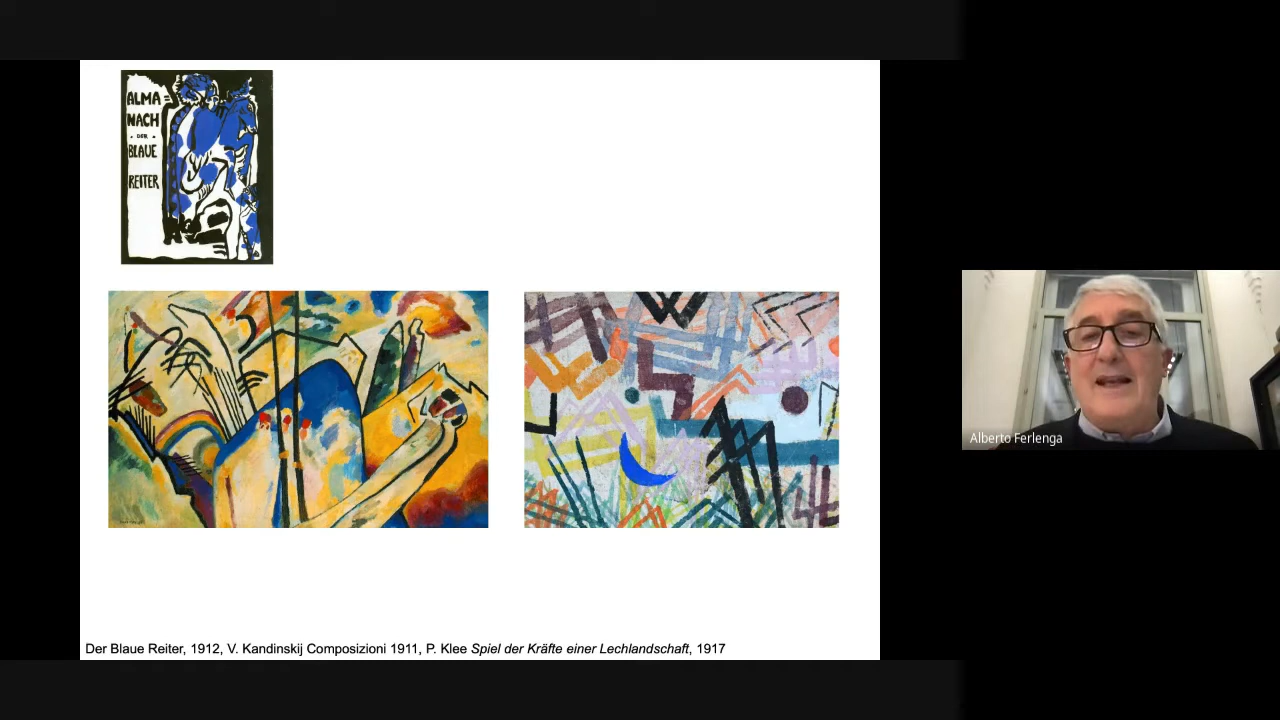 ALMA
NACH
DER
BLAUE
REITER
Alberto Ferlenga
Der Blaue Reiter, 1912, V. Kandinskij Composizioni 1911, P. Klee Spiel der Kräfte einer Lechlandschaft, 1917